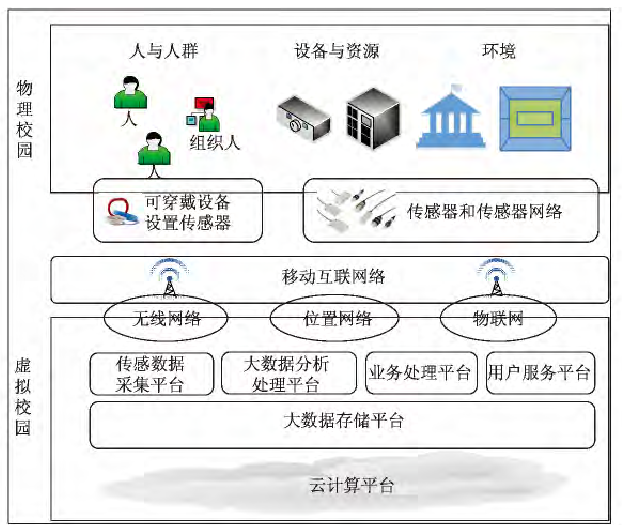 物理校园
人与人群
设备与资源
环境
人
组织人
人
可穿戴设备
设置传感器
传感器和传感器网络
移动互联网络
无线网络
位置网络
物联网
虚拟校园
传感数据
采集平台
大数据分析
处理平台
业务处理平台
用户服务平台
大数据存储平台
云计算平台